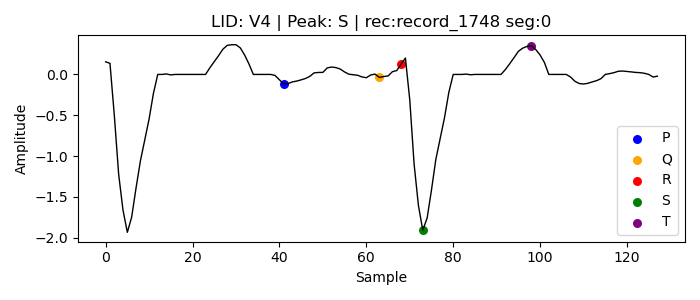 LID: V4 | Peak: S | rec:record_1748 seg:0
Amplitude
0.0
−0.5
−1.0
−1.5
−2.0
P
Q
R
S
T
0 20 40 60 80 100 120
Sample